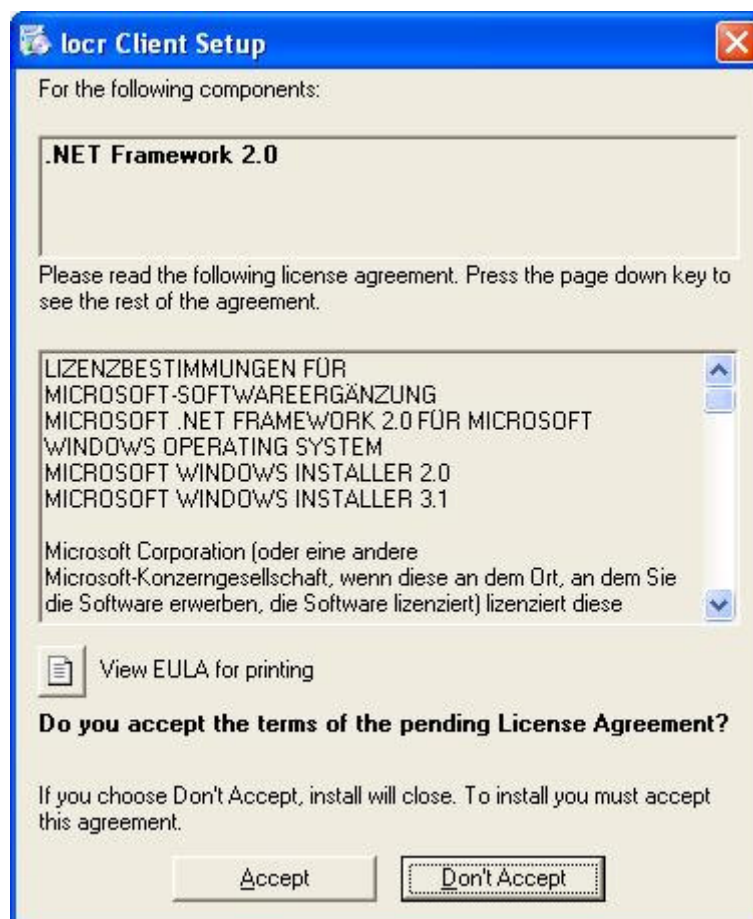 locr Client Setup
For the following components:
.NET Framework 2.0
Please read the following license agreement. Press the page down key to
see the rest of the agreement.
LIZENZBESTIMMUNGEN FÜR
MICROSOFT-SOFTWAREERGÄNZUNG
MICROSOFT .NET FRAMEWORK 2.0 FÜR MICROSOFT
WINDOWS OPERATING SYSTEM
MICROSOFT WINDOWS INSTALLER 2.0
MICROSOFT WINDOWS INSTALLER 3.1
Microsoft Corporation (oder eine andere
Microsoft-Konzerngesellschaft, wenn diese an dem Ort, an dem Sie
die Software erwerben, die Software lizenziert) lizenziert diese
View EULA for printing
Do you accept the terms of the pending License Agreement?
If you choose Don't Accept, install will close. To install you must accept
this agreement.
Accept
Don't Accept